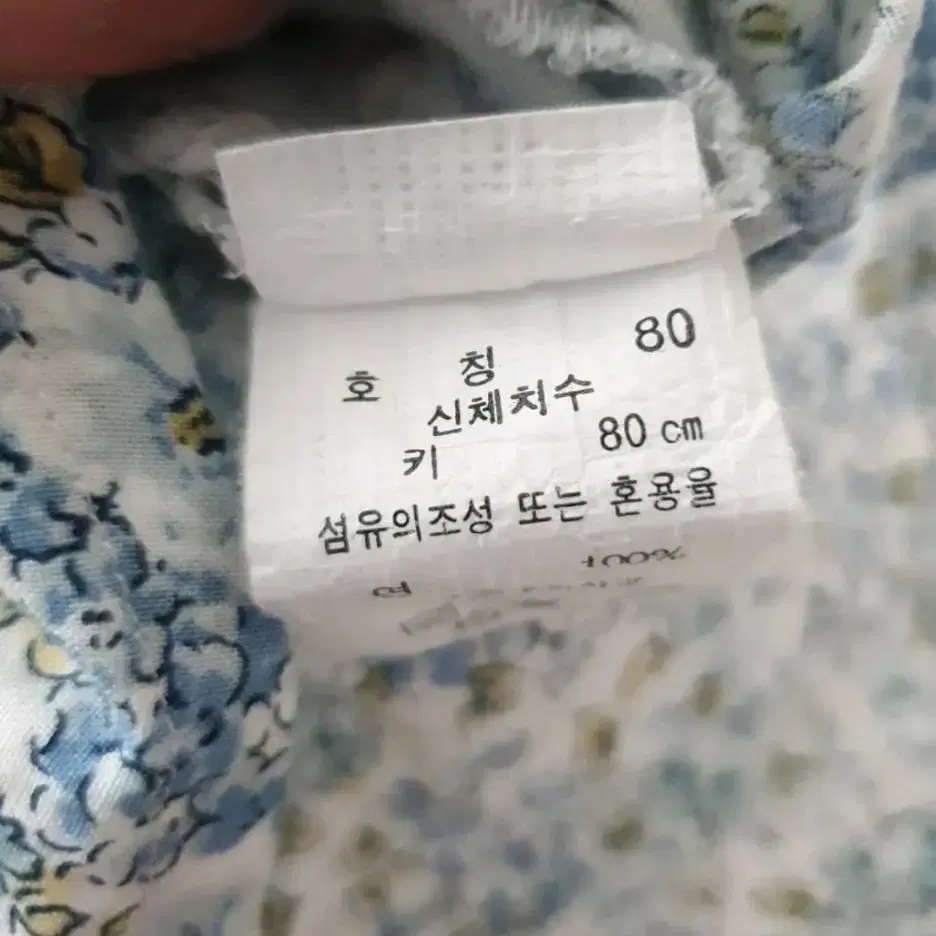 호 칭 80
신체치수
키 80 cm
섬유의조성 또는 혼용율